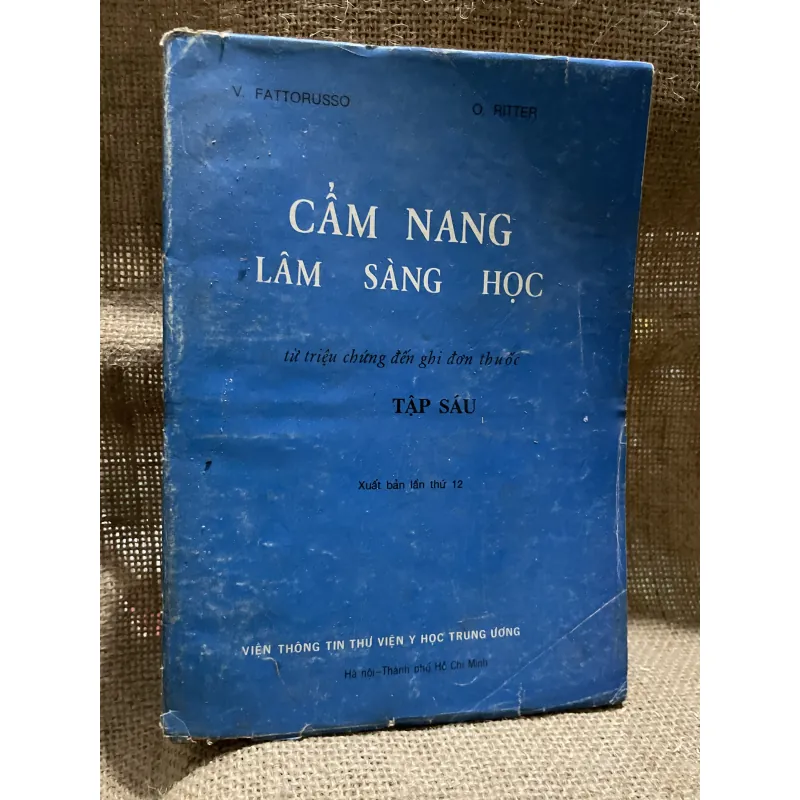 V. FATTORUSSO O. RITTER
CẨM NANG
LÂM SÀNG HỌC
từ triệu chứng đến ghi đơn thuốc
TẬP SÁU
Xuất bản lần thứ 12
VIỆN THÔNG TIN THƯ VIỆN Y HỌC TRUNG ƯƠNG
Hà nội - Thành phố Hồ Chí Minh